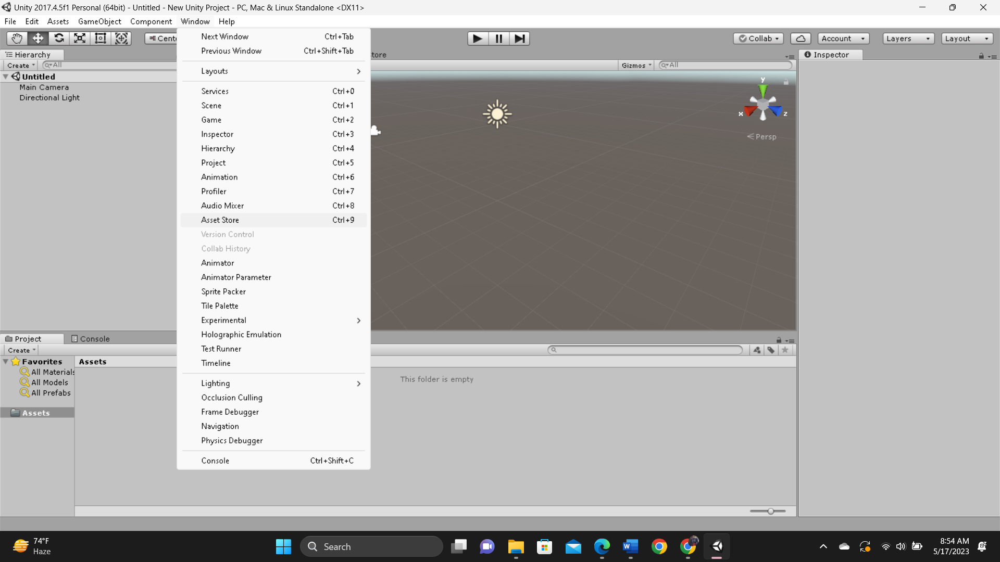 Unity 2017.4.5f1 Personal (64bit) - Untitled - New Unity Project - PC, Mac & Linux Standalone <DX11>
File Edit Assets GameObject Component Window Help
Cente
Collab
Account
Layers
Layout
Next Window Ctrl+Tab
Previous Window Ctrl+Shift+Tab
Layouts
Services Ctrl+0
Scene Ctrl+1
Game Ctrl+2
Inspector Ctrl+3
Hierarchy Ctrl+4
Project Ctrl+5
Animation Ctrl+6
Profiler Ctrl+7
Audio Mixer Ctrl+8
Asset Store Ctrl+9
Version Control
Collab History
Animator
Animator Parameter
Sprite Packer
Tile Palette
Experimental
Holographic Emulation
Test Runner
Timeline
Lighting
Occlusion Culling
Frame Debugger
Navigation
Physics Debugger
Console Ctrl+Shift+C
Hierarchy
Create All
Untitled
Main Camera
Directional Light
tore
Gizmos All
y
x z
Persp
Inspector
Project Console
Create
Favorites
All Materials
All Models
All Prefabs
Assets
Assets
This folder is empty
74°F
Haze
Search
W
8:54 AM
5/17/2023